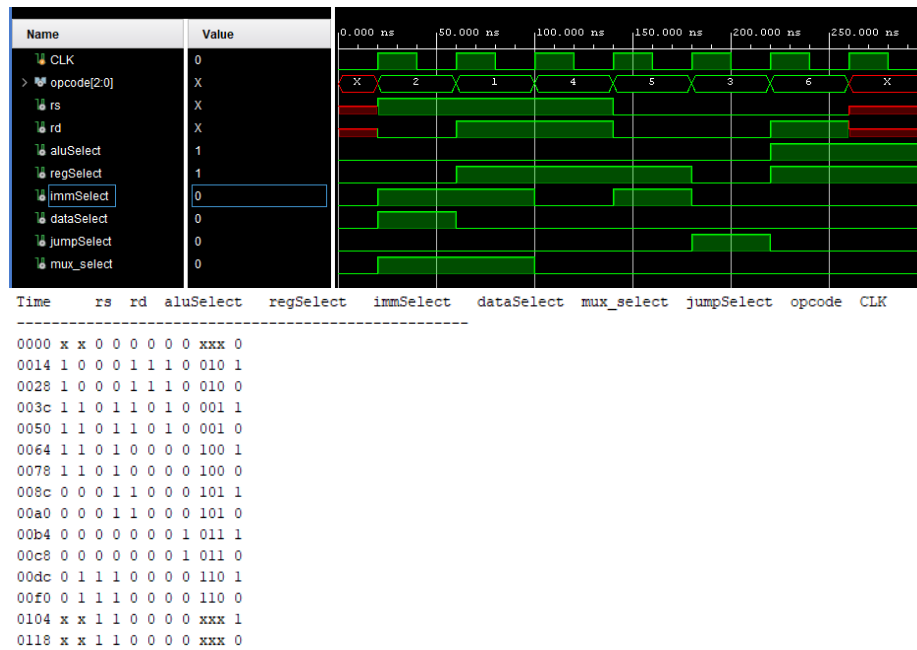 Name Value 0.000 ns 50.000 ns 100.000 ns 150.000 ns 200.000 ns 250.000 ns
CLK 0
opcode[2:0] X X 2 1 4 5 3 6 X
rs X
rd X
aluSelect 1
regSelect 1
immSelect 0
dataSelect 0
jumpSelect 0
mux_select 0
Time rs rd aluSelect regSelect immSelect dataSelect mux_select jumpSelect opcode CLK
----------------------------------------------------
0000 x x 0 0 0 0 0 0 xxx 0
0014 1 0 0 0 1 1 1 0 010 1
0028 1 0 0 0 1 1 1 0 010 0
003c 1 1 0 1 1 0 1 0 001 1
0050 1 1 0 1 1 0 1 0 001 0
0064 1 1 0 1 0 0 0 0 100 1
0078 1 1 0 1 0 0 0 0 100 0
008c 0 0 0 1 1 0 0 0 101 1
00a0 0 0 0 1 1 0 0 0 101 0
00b4 0 0 0 0 0 0 0 1 011 1
00c8 0 0 0 0 0 0 0 1 011 0
00dc 0 1 1 1 0 0 0 0 110 1
00f0 0 1 1 1 0 0 0 0 110 0
0104 x x 1 1 0 0 0 0 xxx 1
0118 x x 1 1 0 0 0 0 xxx 0